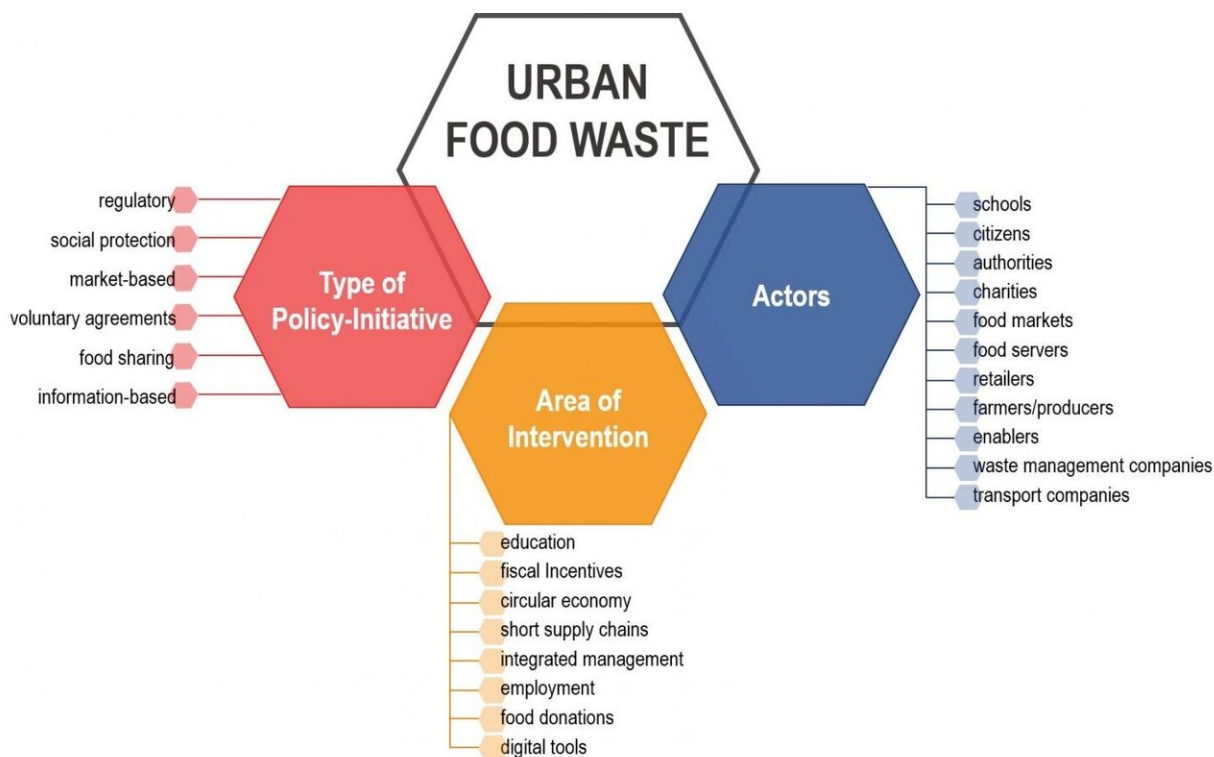 URBAN
FOOD WASTE
Type of
Policy-Initiative
regulatory
social protection
market-based
voluntary agreements
food sharing
information-based
Area of
Intervention
education
fiscal Incentives
circular economy
short supply chains
integrated management
employment
food donations
digital tools
Actors
schools
citizens
authorities
charities
food markets
food servers
retailers
farmers/producers
enablers
waste management companies
transport companies